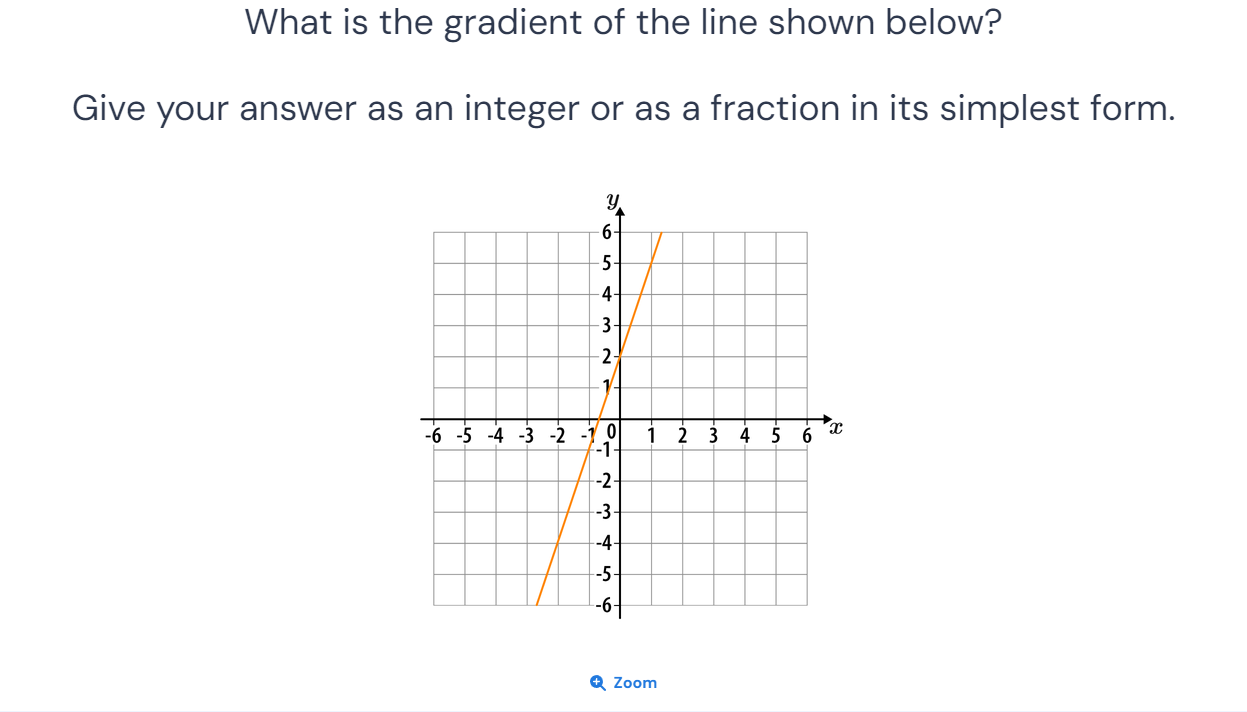 What is the gradient of the line shown below?
Give your answer as an integer or as a fraction in its simplest form.
y
6
5
4
3
2
1
-6 -5 -4 -3 -2 -1 0 1 2 3 4 5 6 x
-1
-2
-3
-4
-5
-6
Zoom